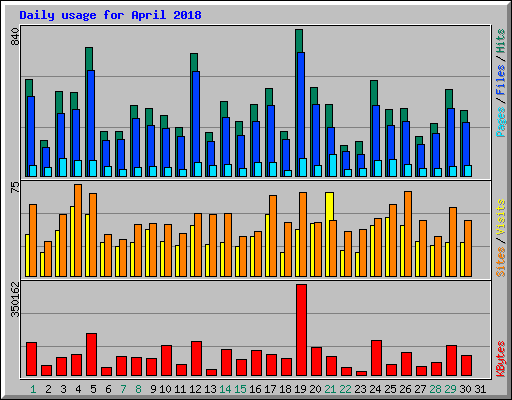 Daily usage for April 2018
840
75
350162
Pages / Files / Hits
Sites / Visits
KBytes
1 2 3 4 5 6 7 8 9 10 11 12 13 14 15 16 17 18 19 20 21 22 23 24 25 26 27 28 29 30 31